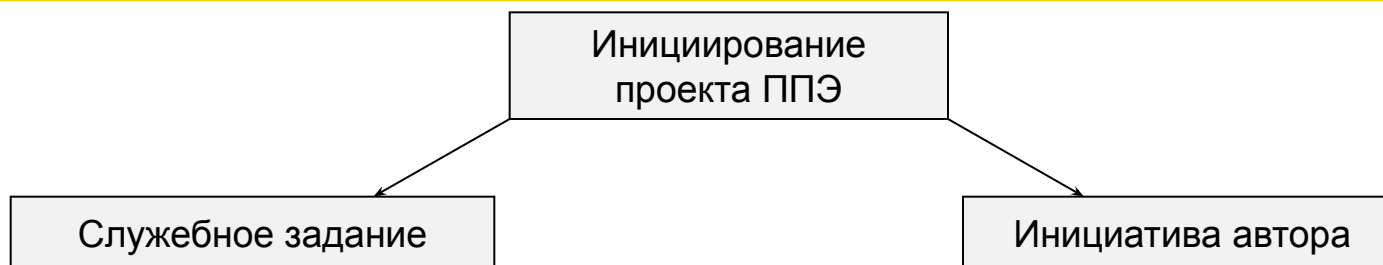 Инициирование
проекта ППЭ
Служебное задание
Инициатива автора